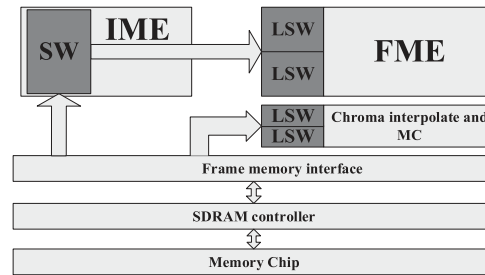 IME
SW
LSW
LSW
FME
LSW
LSW
Chroma interpolate and
MC
Frame memory interface
SDRAM controller
Memory Chip